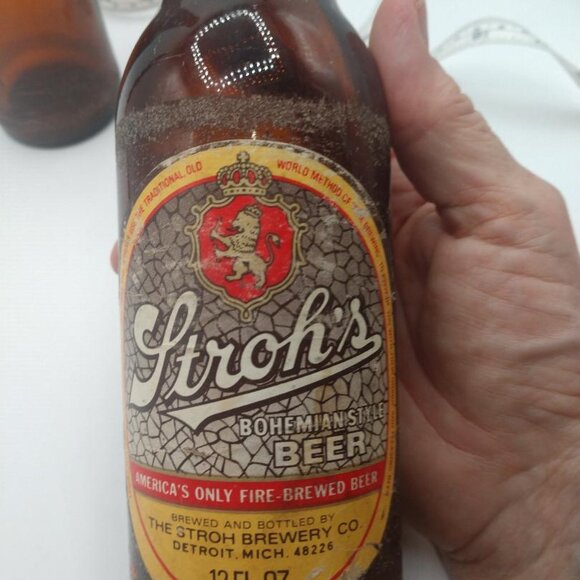 THE TRADITIONAL OLD WORLD METHOD
Stroh's
BOHEMIAN STYLE
BEER
AMERICA'S ONLY FIRE-BREWED BEER
BREWED AND BOTTLED BY
THE STROH BREWERY CO.
DETROIT, MICH. 48226
12 FL. OZ.